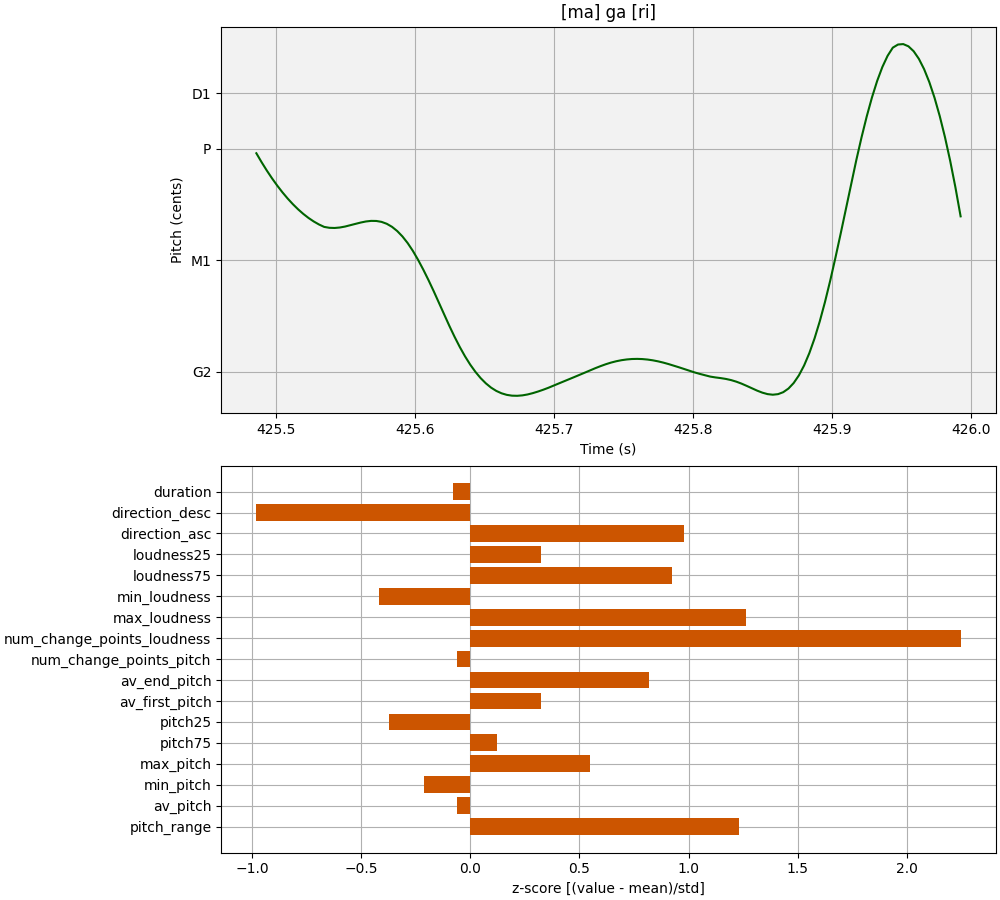 [ma] ga [ri]
D1
P
M1
G2
Pitch (cents)
425.5 425.6 425.7 425.8 425.9 426.0
Time (s)
duration
direction_desc
direction_asc
loudness25
loudness75
min_loudness
max_loudness
num_change_points_loudness
num_change_points_pitch
av_end_pitch
av_first_pitch
pitch25
pitch75
max_pitch
min_pitch
av_pitch
pitch_range
−1.0 −0.5 0.0 0.5 1.0 1.5 2.0
z-score [(value - mean)/std]